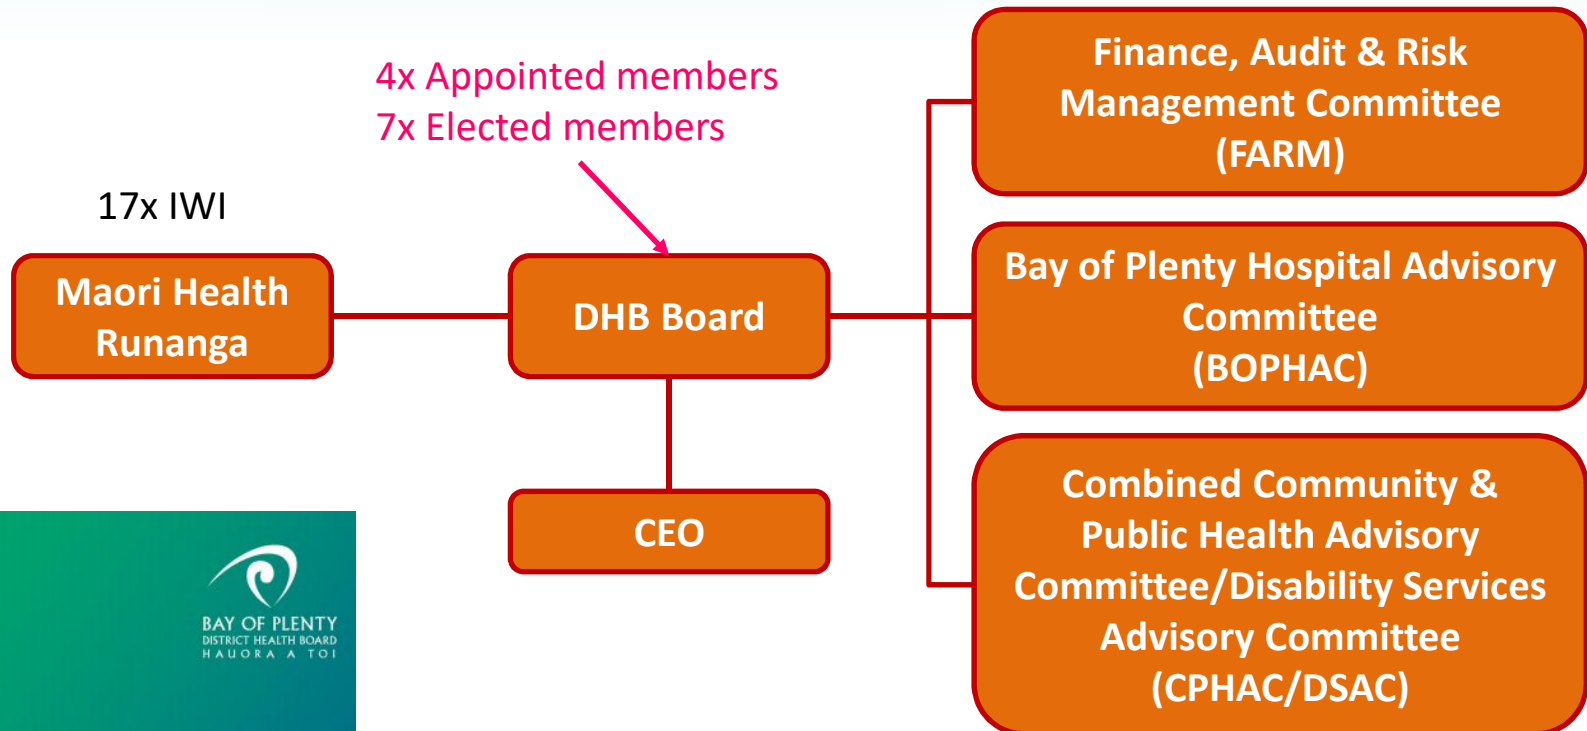 4x Appointed members
7x Elected members
17x IWI
Maori Health
Runanga
DHB Board
CEO
Finance, Audit & Risk
Management Committee
(FARM)
Bay of Plenty Hospital Advisory
Committee
(BOPHAC)
Combined Community &
Public Health Advisory
Committee/Disability Services
Advisory Committee
(CPHAC/DSAC)
BAY OF PLENTY
DISTRICT HEALTH BOARD
HAUORA A TOI